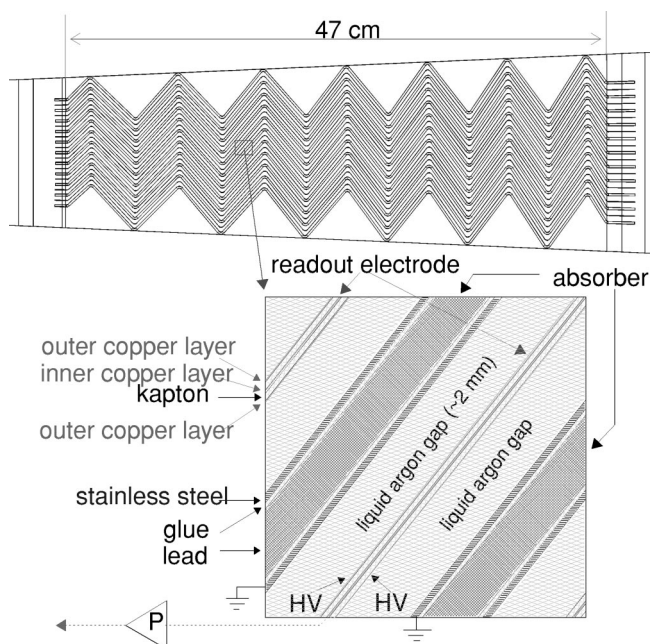 47 cm
readout electrode
absorber
outer copper layer
inner copper layer
kapton
outer copper layer
liquid argon gap (~2 mm)
liquid argon gap
stainless steel
glue
lead
HV
HV
P